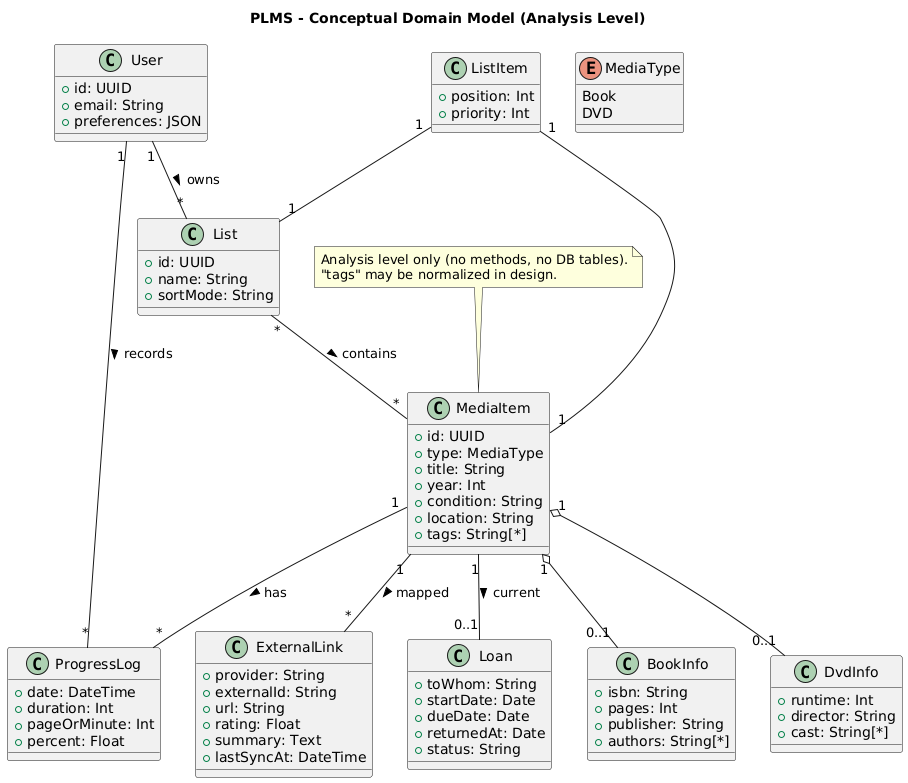 PLMS - Conceptual Domain Model (Analysis Level)
C User
id: UUID
email: String
preferences: JSON
C ListItem
position: Int
priority: Int
E MediaType
Book
DVD
1
1
1
1
owns
*
1
C List
id: UUID
name: String
sortMode: String
Analysis level only (no methods, no DB tables).
"tags" may be normalized in design.
*
records
contains
*
1
C MediaItem
id: UUID
type: MediaType
title: String
year: Int
condition: String
location: String
tags: String[*]
1
1
1
1
1
has
mapped
current
*
*
*
0..1
0..1
0..1
C ProgressLog
date: DateTime
duration: Int
pageOrMinute: Int
percent: Float
C ExternalLink
provider: String
externalId: String
url: String
rating: Float
summary: Text
lastSyncAt: DateTime
C Loan
toWhom: String
startDate: Date
dueDate: Date
returnedAt: Date
status: String
C BookInfo
isbn: String
pages: Int
publisher: String
authors: String[*]
C DvdInfo
runtime: Int
director: String
cast: String[*]